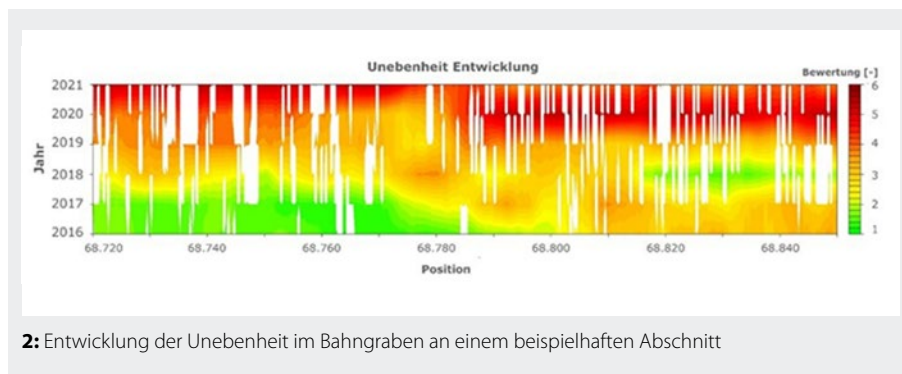 Unebenheit Entwicklung
Bewertung [-]
2021
2020
2019
2018
2017
2016
Jahr
6
5
4
3
2
1
68.720 68.740 68.760 68.780 68.800 68.820 68.840
Position
2: Entwicklung der Unebenheit im Bahngraben an einem beispielhaften Abschnitt